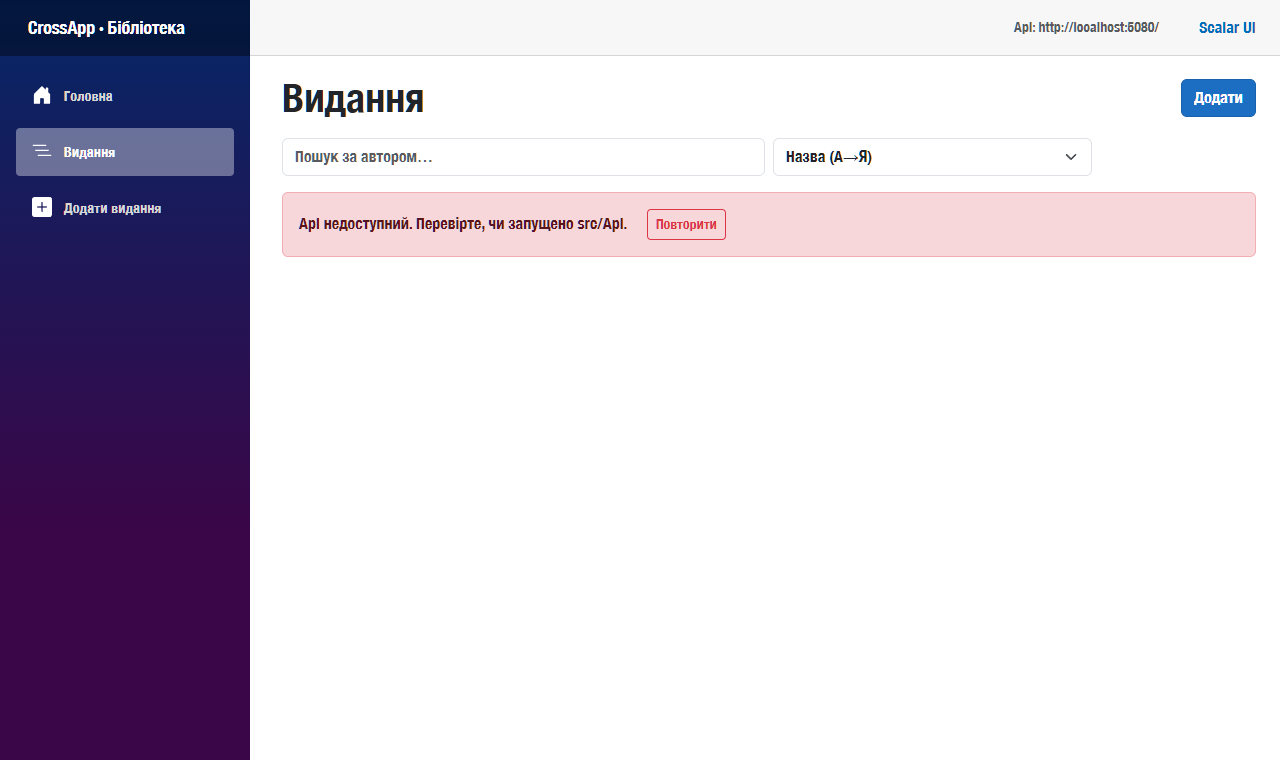 CrossApp • Бібліотека
Api: http://localhost:5080/
Scalar UI
Головна
Видання
Додати видання
Видання
Додати
Пошук за автором…
Назва (А→Я)
Api недоступний. Перевірте, чи запущено src/Api.
Повторити